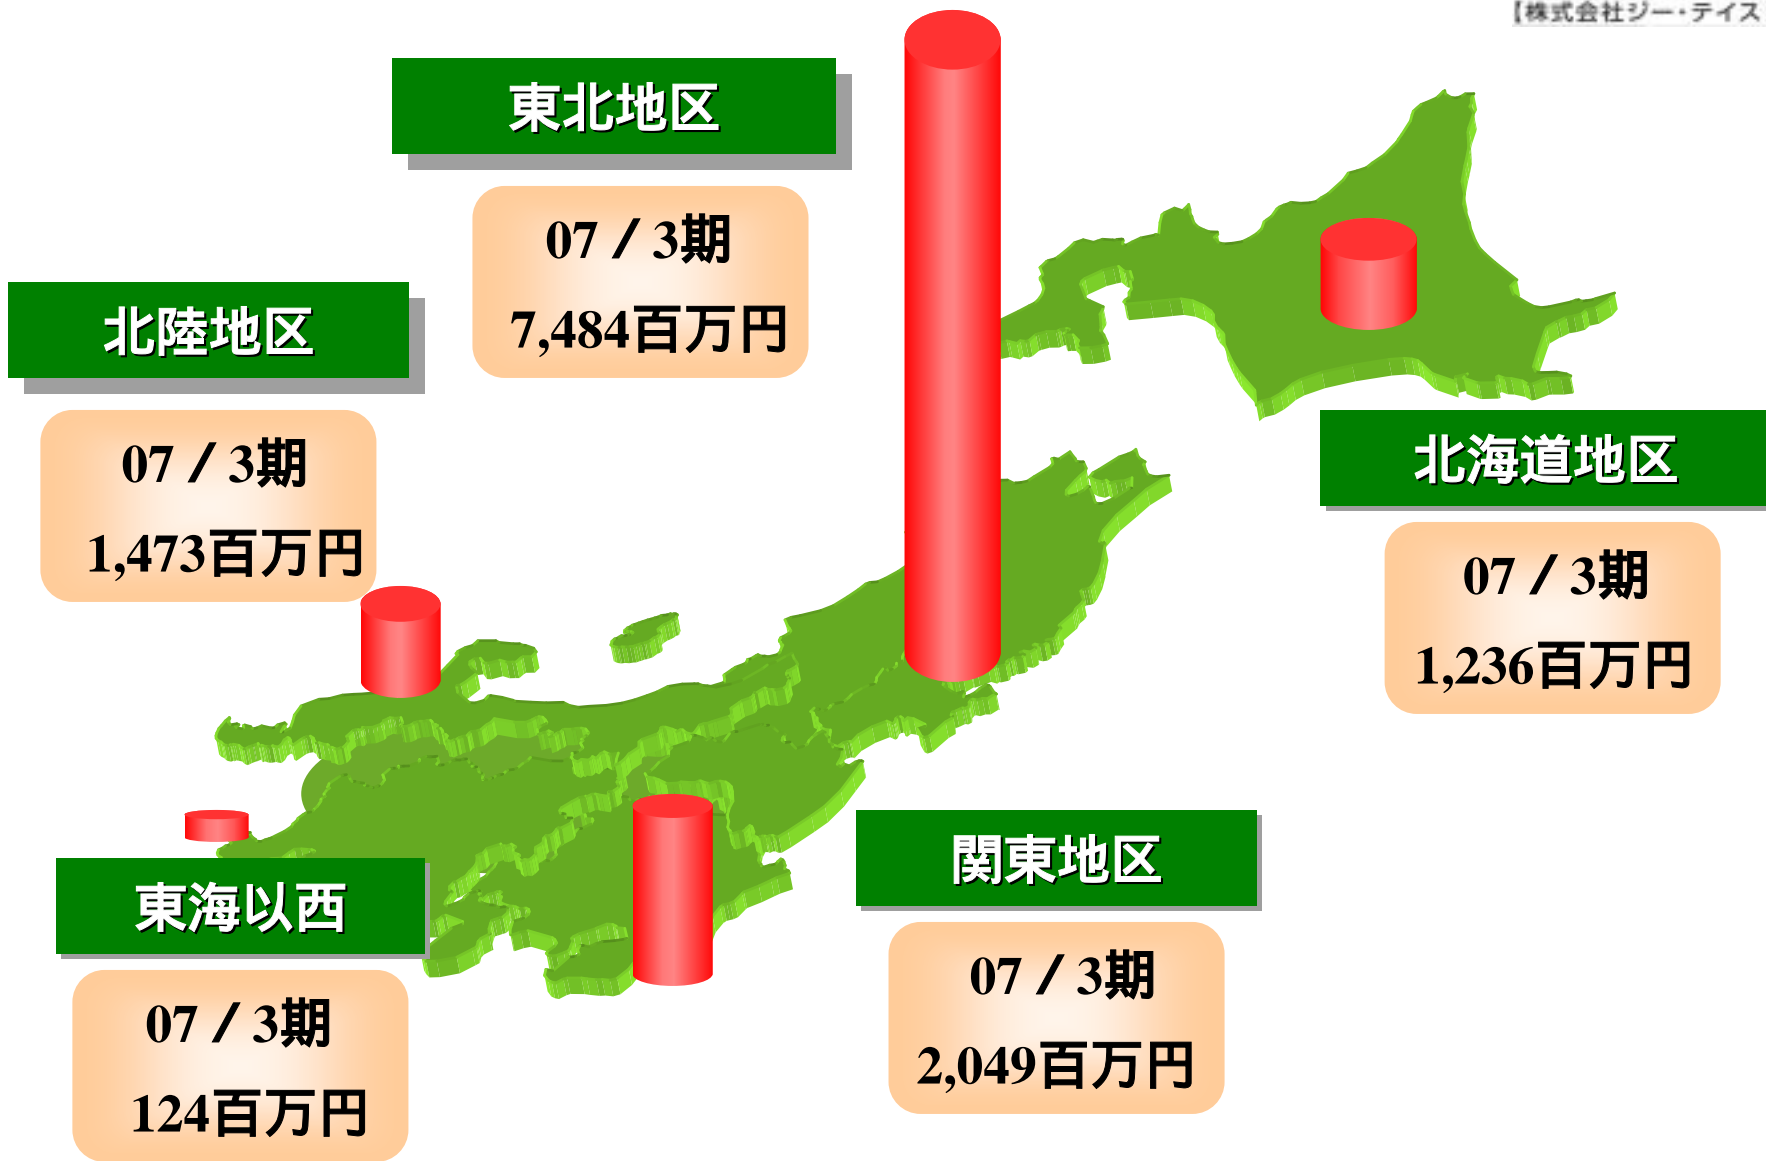 【株式会社ジー・テイス
東北地区
07／3期
7,484百万円
北陸地区
07／3期
1,473百万円
北海道地区
07／3期
1,236百万円
東海以西
07／3期
124百万円
関東地区
07／3期
2,049百万円